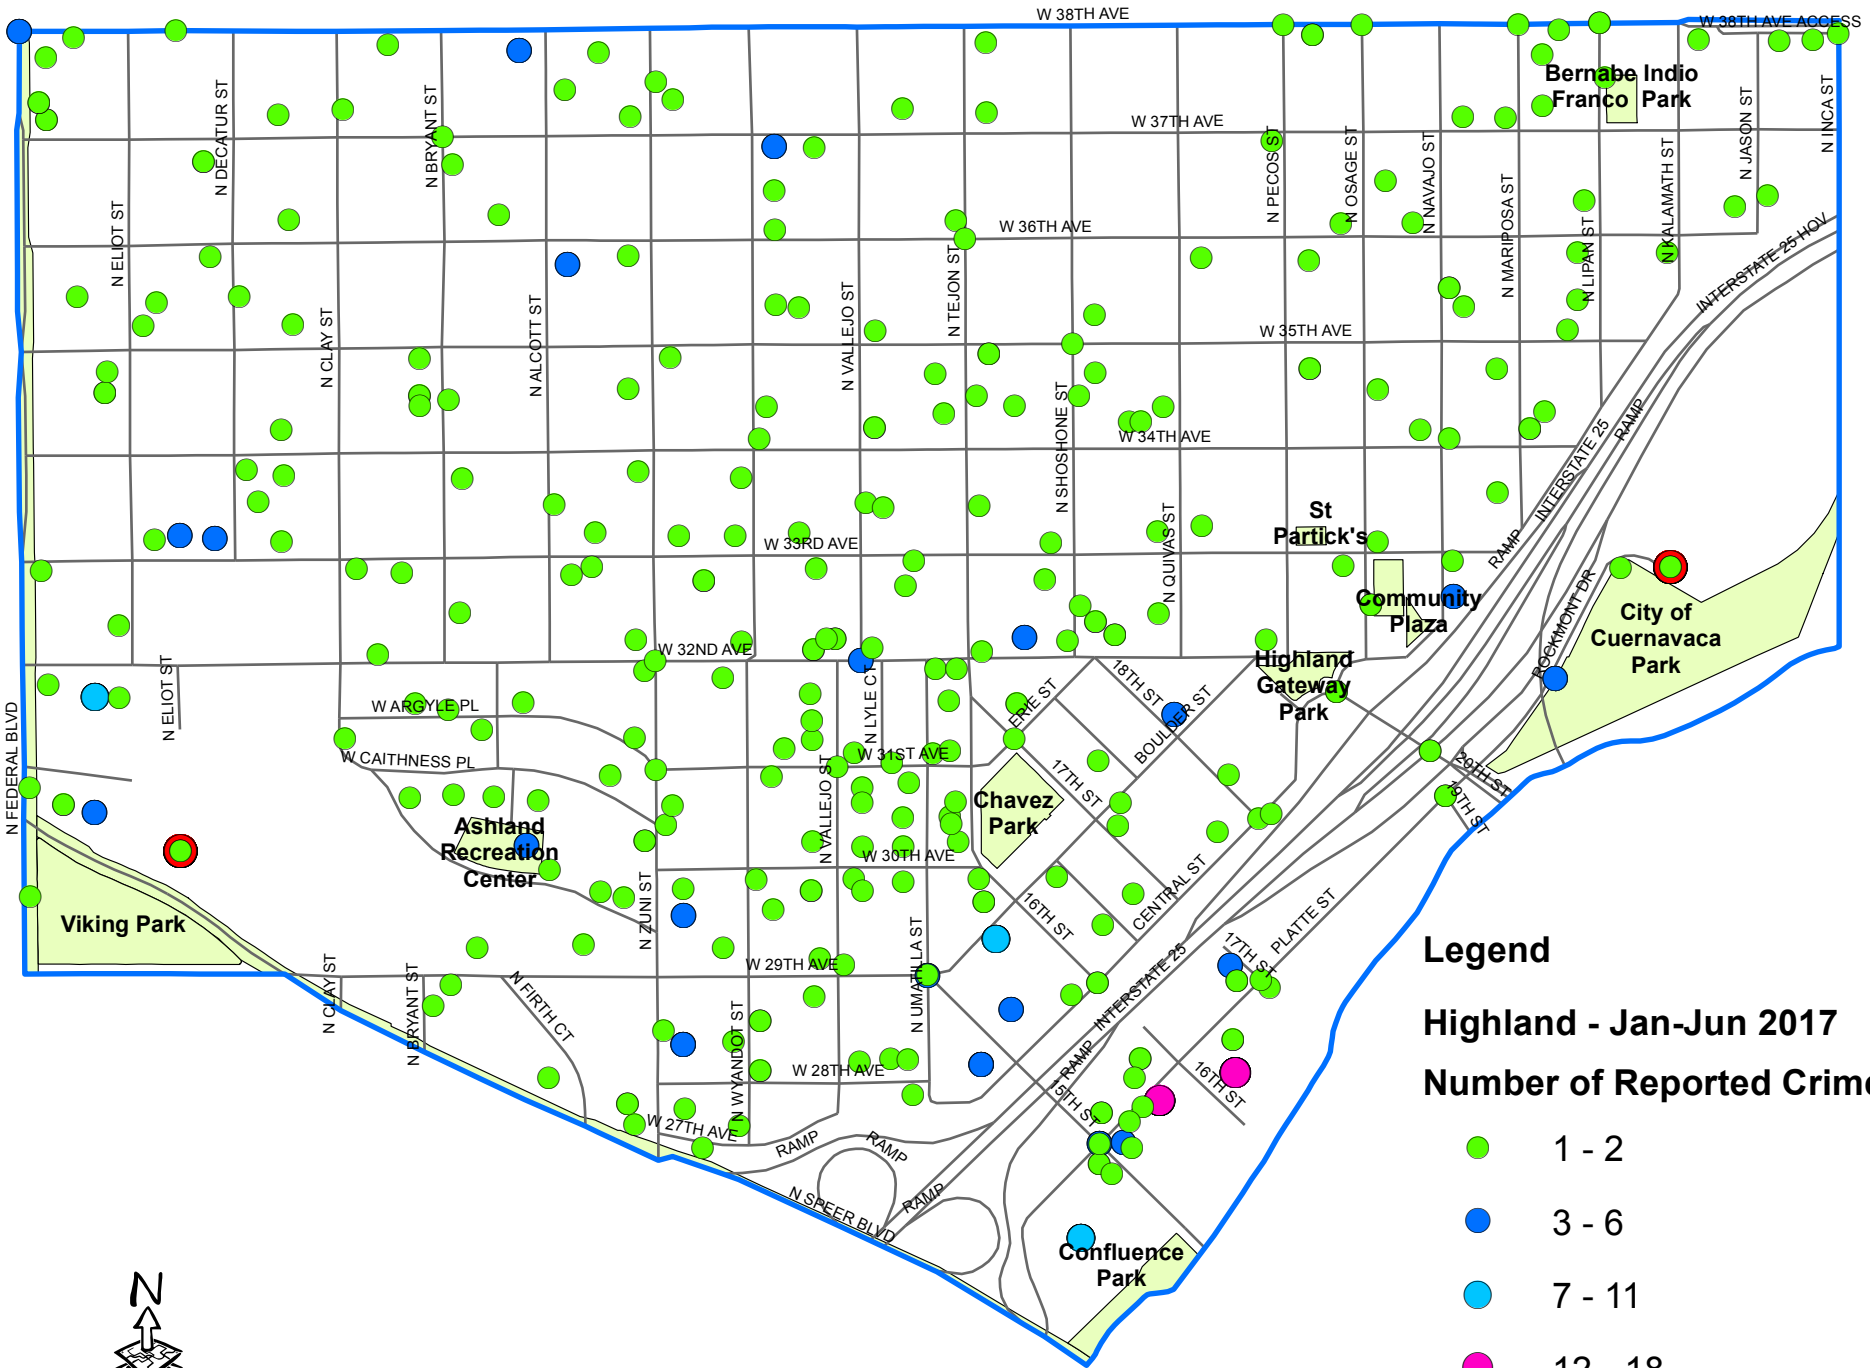 W 38TH AVE
W 38TH AVE ACCESS
Bernabe Indio
Franco Park
N DECATUR ST
N BRYANT ST
W 37TH AVE
N PECOS ST
N OSAGE ST
N NAVAJO ST
N MARIPOSA ST
N KALAMATH ST
N JASON ST
N INCA ST
N ELIOT ST
W 36TH AVE
N LIPAN ST
INTERSTATE 25 HOV
N CLAY ST
N ALCOTT ST
N VALLEJO ST
N TEJON ST
W 35TH AVE
N SHOSHONE ST
W 34TH AVE
INTERSTATE 25
RAMP
RAMP
St
Partick's
N QUIVAS ST
W 33RD AVE
Community
Plaza
ROCKMONT DR
City of
Cuernavaca
Park
W 32ND AVE
Highland
Gateway
Park
N ELIOT ST
N FEDERAL BLVD
W ARGYLE PL
W CAITHNESS PL
N LYLE CT
ERIE ST
18TH ST
BOULDER ST
W 31ST AVE
17TH ST
20TH ST
19TH ST
Chavez
Park
Ashland
Recreation
Center
N VALLEJO ST
W 30TH AVE
Viking Park
N ZUNI ST
16TH ST
CENTRAL ST
N UMATILLA ST
W 29TH AVE
17TH ST
PLATTE ST
INTERSTATE 25
N CLAY ST
N BRYANT ST
N FIRTH CT
N WYANDOT ST
W 28TH AVE
RAMP
15TH ST
16TH ST
W 27TH AVE
RAMP
RAMP
RAMP
N SPEER BLVD
Confluence
Park
Legend
Highland - Jan-Jun 2017
Number of Reported Crime
1 - 2
3 - 6
7 - 11
12 - 18
N